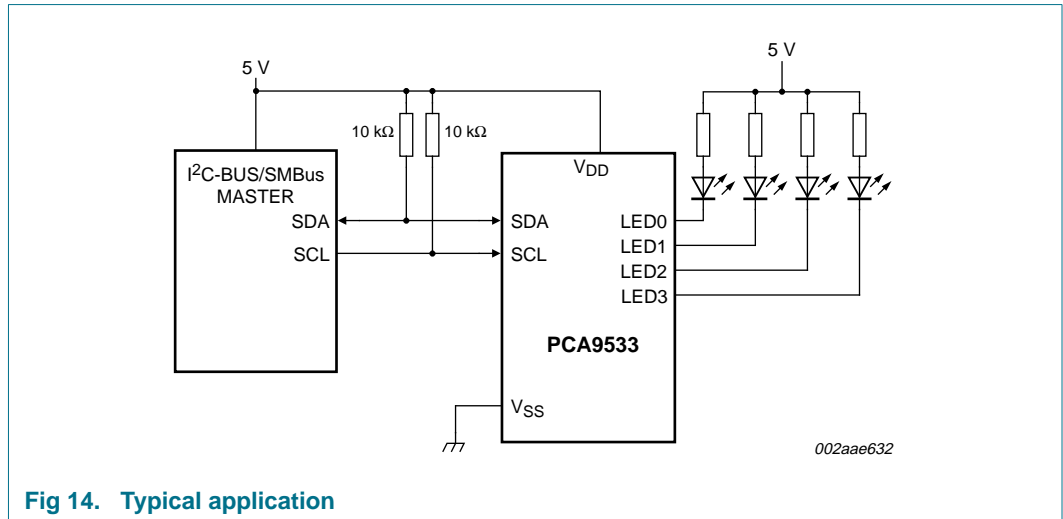 5 V
5 V
10 kΩ
10 kΩ
I²C-BUS/SMBus
MASTER
SDA
SCL
VDD
SDA
SCL
LED0
LED1
LED2
LED3
PCA9533
VSS
002aae632
Fig 14. Typical application